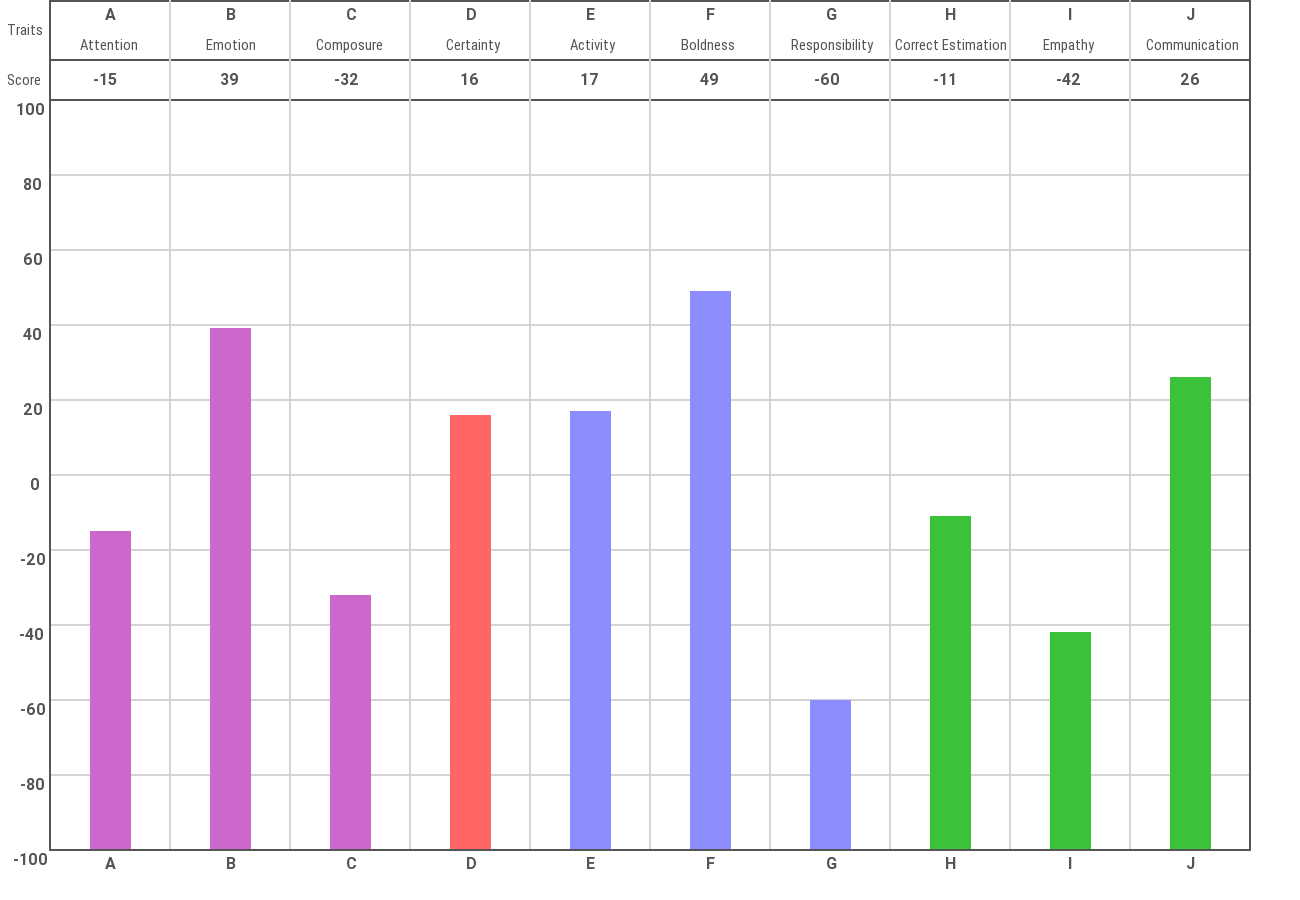 A B C D E F G H I J
Traits
Attention Emotion Composure Certainty Activity Boldness Responsibility Correct Estimation Empathy Communication
Score -15 39 -32 16 17 49 -60 -11 -42 26
100
80
60
40
20
0
-20
-40
-60
-80
-100
A B C D E F G H I J